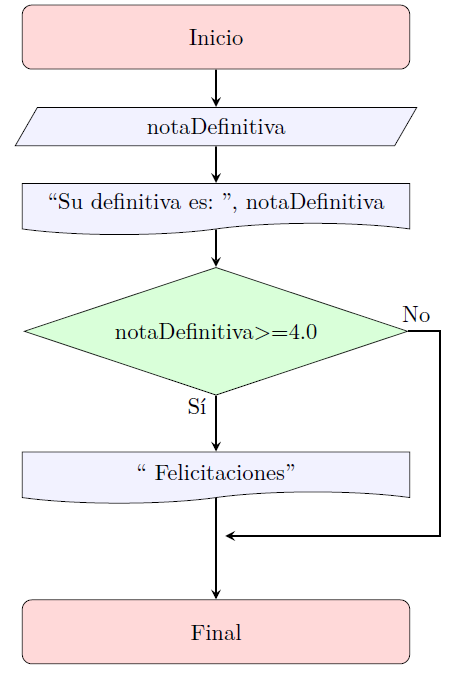 Inicio
notaDefinitiva
“Su definitiva es: ”, notaDefinitiva
notaDefinitiva>=4.0
No
Sí
“ Felicitaciones”
Final